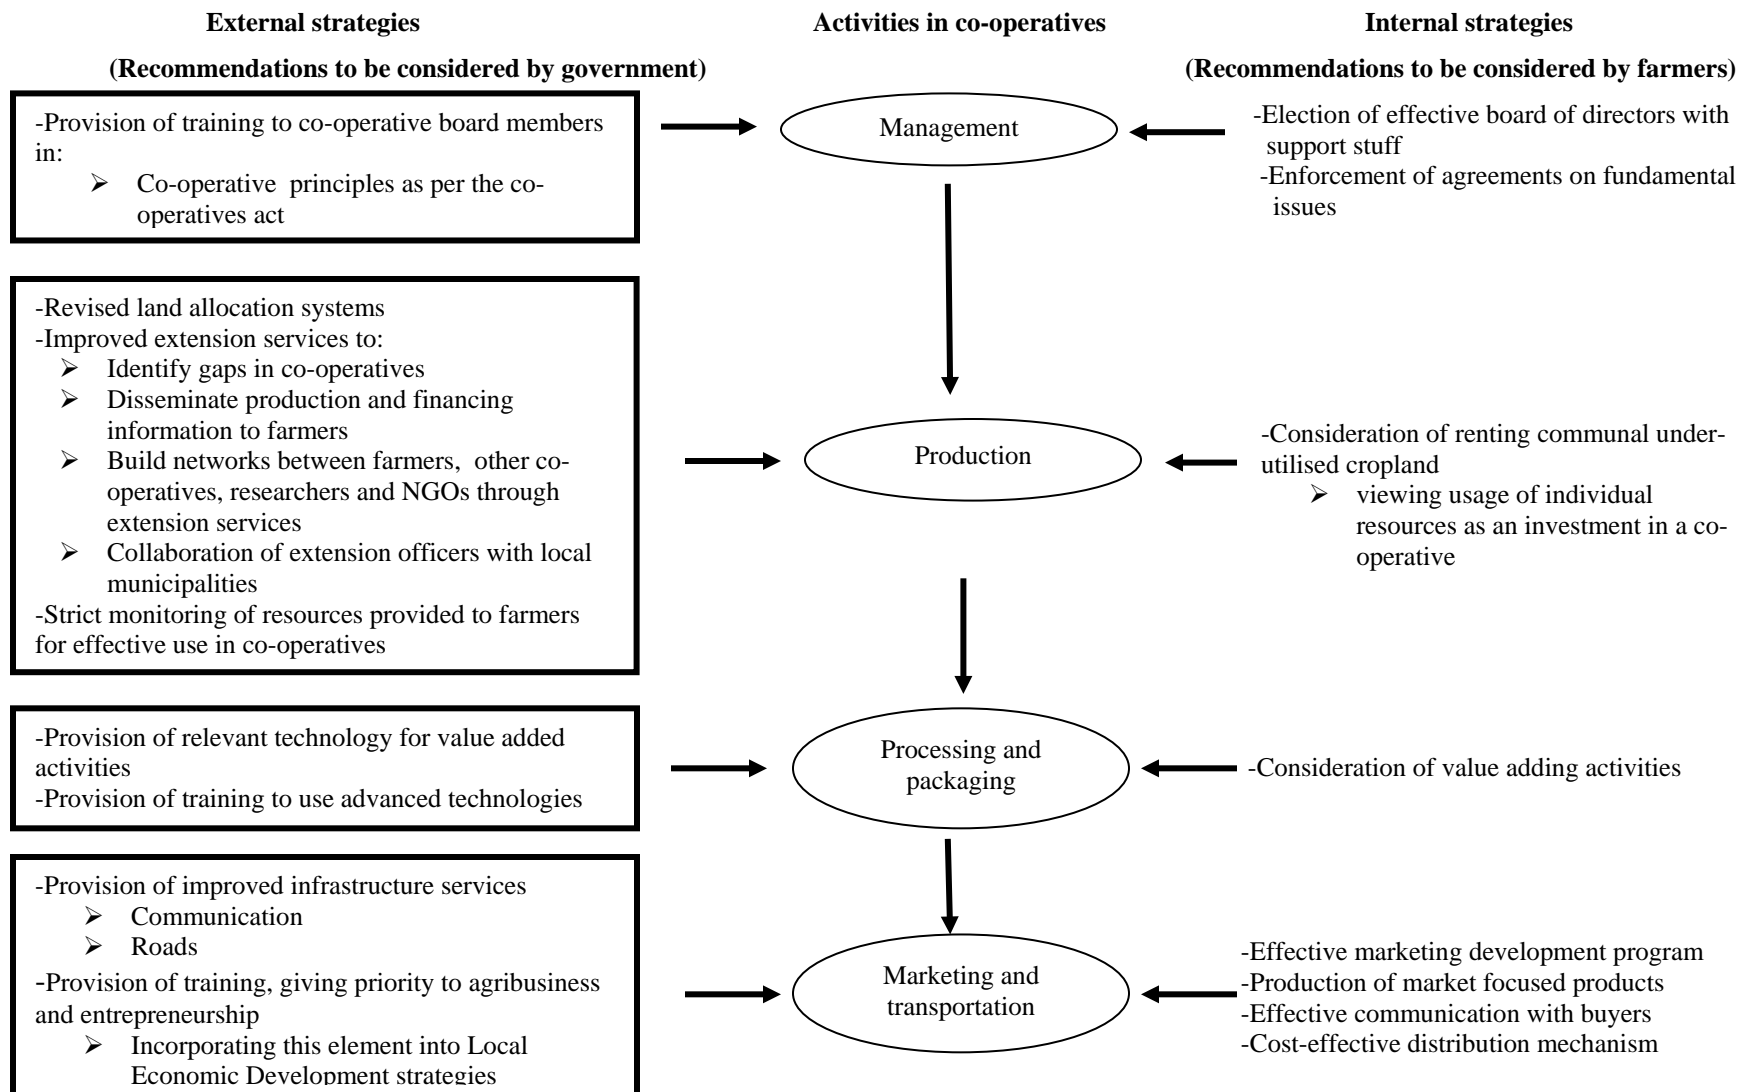 External strategies
(Recommendations to be considered by government)
Activities in co-operatives
Internal strategies
(Recommendations to be considered by farmers)
-Provision of training to co-operative board members
in:
➢ Co-operative principles as per the co-
operatives act
Management
-Election of effective board of directors with
support stuff
-Enforcement of agreements on fundamental
issues
-Revised land allocation systems
-Improved extension services to:
➢ Identify gaps in co-operatives
➢ Disseminate production and financing
information to farmers
➢ Build networks between farmers, other co-
operatives, researchers and NGOs through
extension services
➢ Collaboration of extension officers with local
municipalities
-Strict monitoring of resources provided to farmers
for effective use in co-operatives
Production
-Consideration of renting communal under-
utilised cropland
➢ viewing usage of individual
resources as an investment in a co-
operative
-Provision of relevant technology for value added
activities
-Provision of training to use advanced technologies
Processing and
packaging
-Consideration of value adding activities
-Provision of improved infrastructure services
➢ Communication
➢ Roads
-Provision of training, giving priority to agribusiness
and entrepreneurship
➢ Incorporating this element into Local
Economic Development strategies
Marketing and
transportation
-Effective marketing development program
-Production of market focused products
-Effective communication with buyers
-Cost-effective distribution mechanism